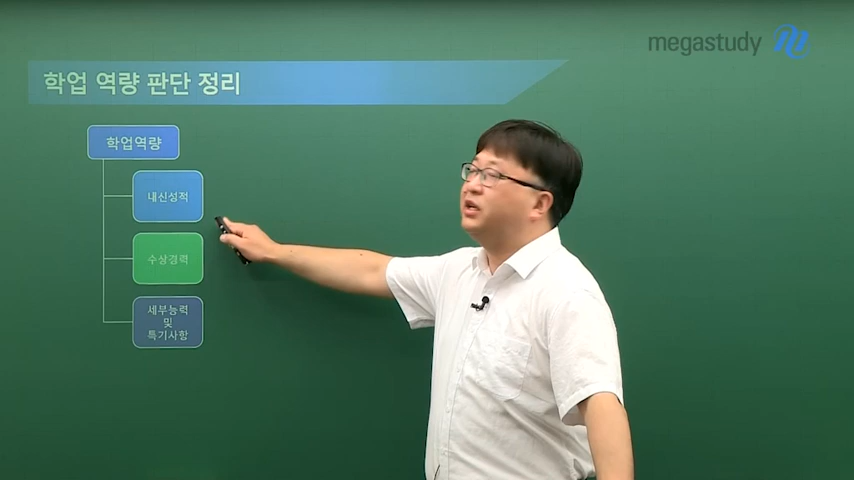 megastudy
학업 역량 판단 정리
학업역량
내신성적
수상경력
세부능력
및
특기사항